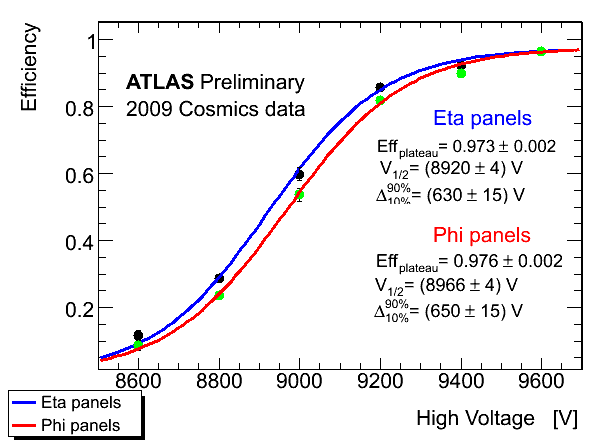 Efficiency
1
0.8
0.6
0.4
0.2
ATLAS Preliminary
2009 Cosmics data
Eta panels
Eff_plateau = 0.973 ± 0.002
V_1/2 = (8920 ± 4) V
Δ^90%_10% = (630 ± 15) V
Phi panels
Eff_plateau = 0.976 ± 0.002
V_1/2 = (8966 ± 4) V
Δ^90%_10% = (650 ± 15) V
8600 8800 9000 9200 9400 9600
High Voltage [V]
Eta panels
Phi panels